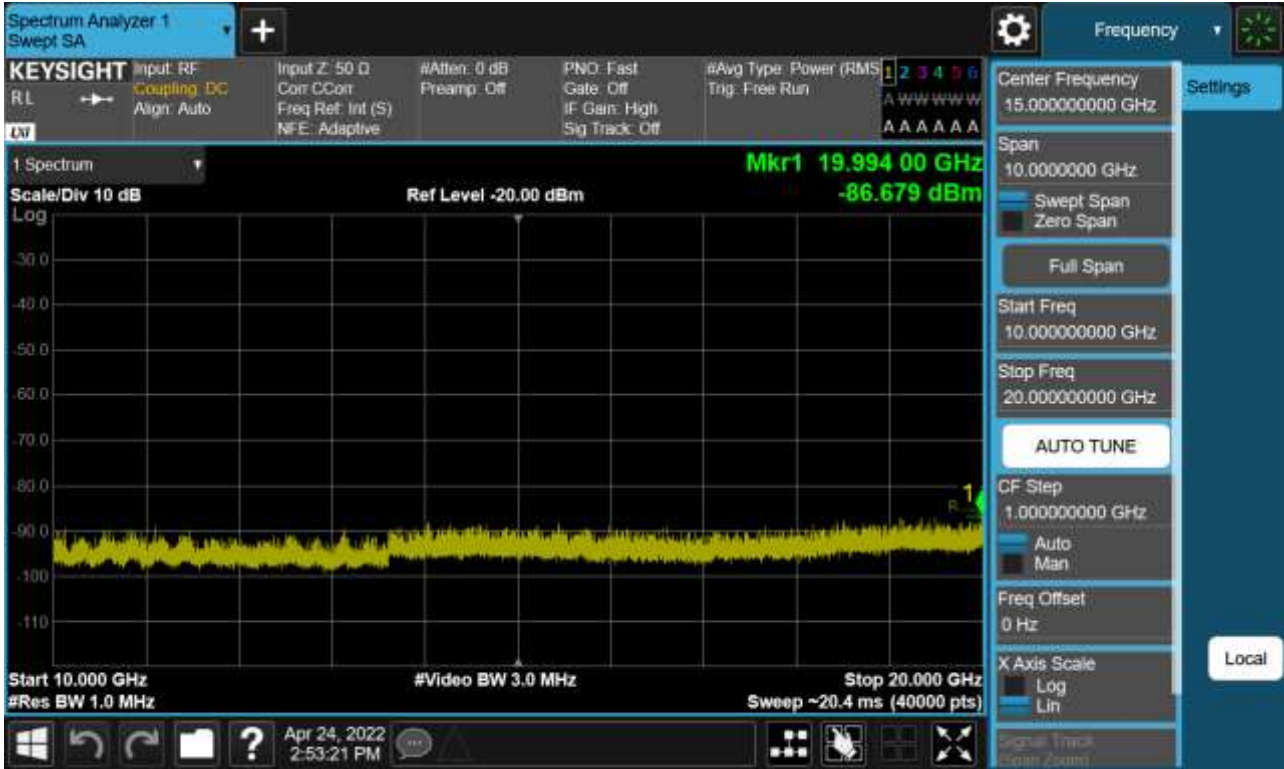 Spectrum Analyzer 1
Swept SA
+
Frequency
KEYSIGHT
RL
LXI
Input: RF
Coupling: DC
Align: Auto
Input Z: 50 Ω
Corr CCorr
Freq Ref: Int (S)
NFE: Adaptive
#Atten: 0 dB
Preamp: Off
PNO: Fast
Gate: Off
IF Gain: High
Sig Track: Off
#Avg Type: Power (RMS
Trig: Free Run
1 2 3 4 5 6
A W W W W W
A A A A A A
1 Spectrum
Scale/Div 10 dB
Ref Level -20.00 dBm
Mkr1 19.994 00 GHz
-86.679 dBm
Log
-30.0
-40.0
-50.0
-60.0
-70.0
-80.0
-90.0
-100
-110
1
R
Start 10.000 GHz
#Video BW 3.0 MHz
Stop 20.000 GHz
#Res BW 1.0 MHz
Sweep ~20.4 ms (40000 pts)
Center Frequency
15.000000000 GHz
Settings
Span
10.0000000 GHz
Swept Span
Zero Span
Full Span
Start Freq
10.000000000 GHz
Stop Freq
20.000000000 GHz
AUTO TUNE
CF Step
1.000000000 GHz
Auto
Man
Freq Offset
0 Hz
X Axis Scale
Log
Lin
Signal Track
(Span Zoom)
Local
?
Apr 24, 2022
2:53:21 PM